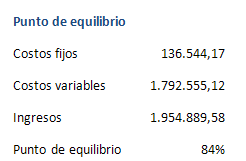 Punto de equilibrio
Costos fijos 136.544,17
Costos variables 1.792.555,12
Ingresos 1.954.889,58
Punto de equilibrio 84%